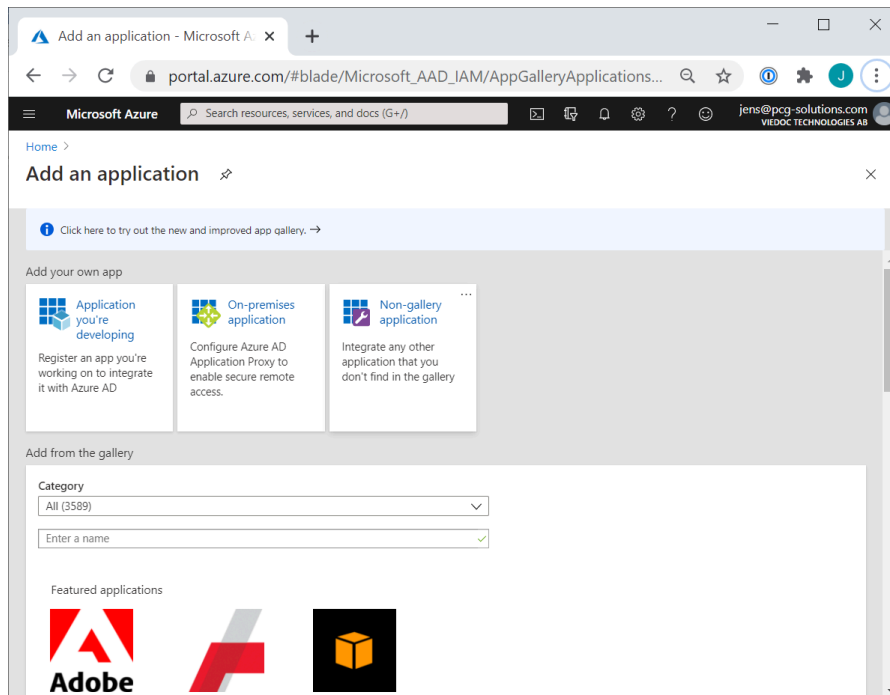 Add an application - Microsoft A
portal.azure.com/#blade/Microsoft_AAD_IAM/AppGalleryApplications...
J
Microsoft Azure
Search resources, services, and docs (G+/)
jens@pcg-solutions.com
VIEDOC TECHNOLOGIES AB
Home >
Add an application
Click here to try out the new and improved app gallery. →
Add your own app
Application
you're
developing
Register an app you're
working on to integrate
it with Azure AD
On-premises
application
Configure Azure AD
Application Proxy to
enable secure remote
access.
Non-gallery
application
...
Integrate any other
application that you
don't find in the gallery
Add from the gallery
Category
All (3589)
Enter a name
Featured applications
Adobe